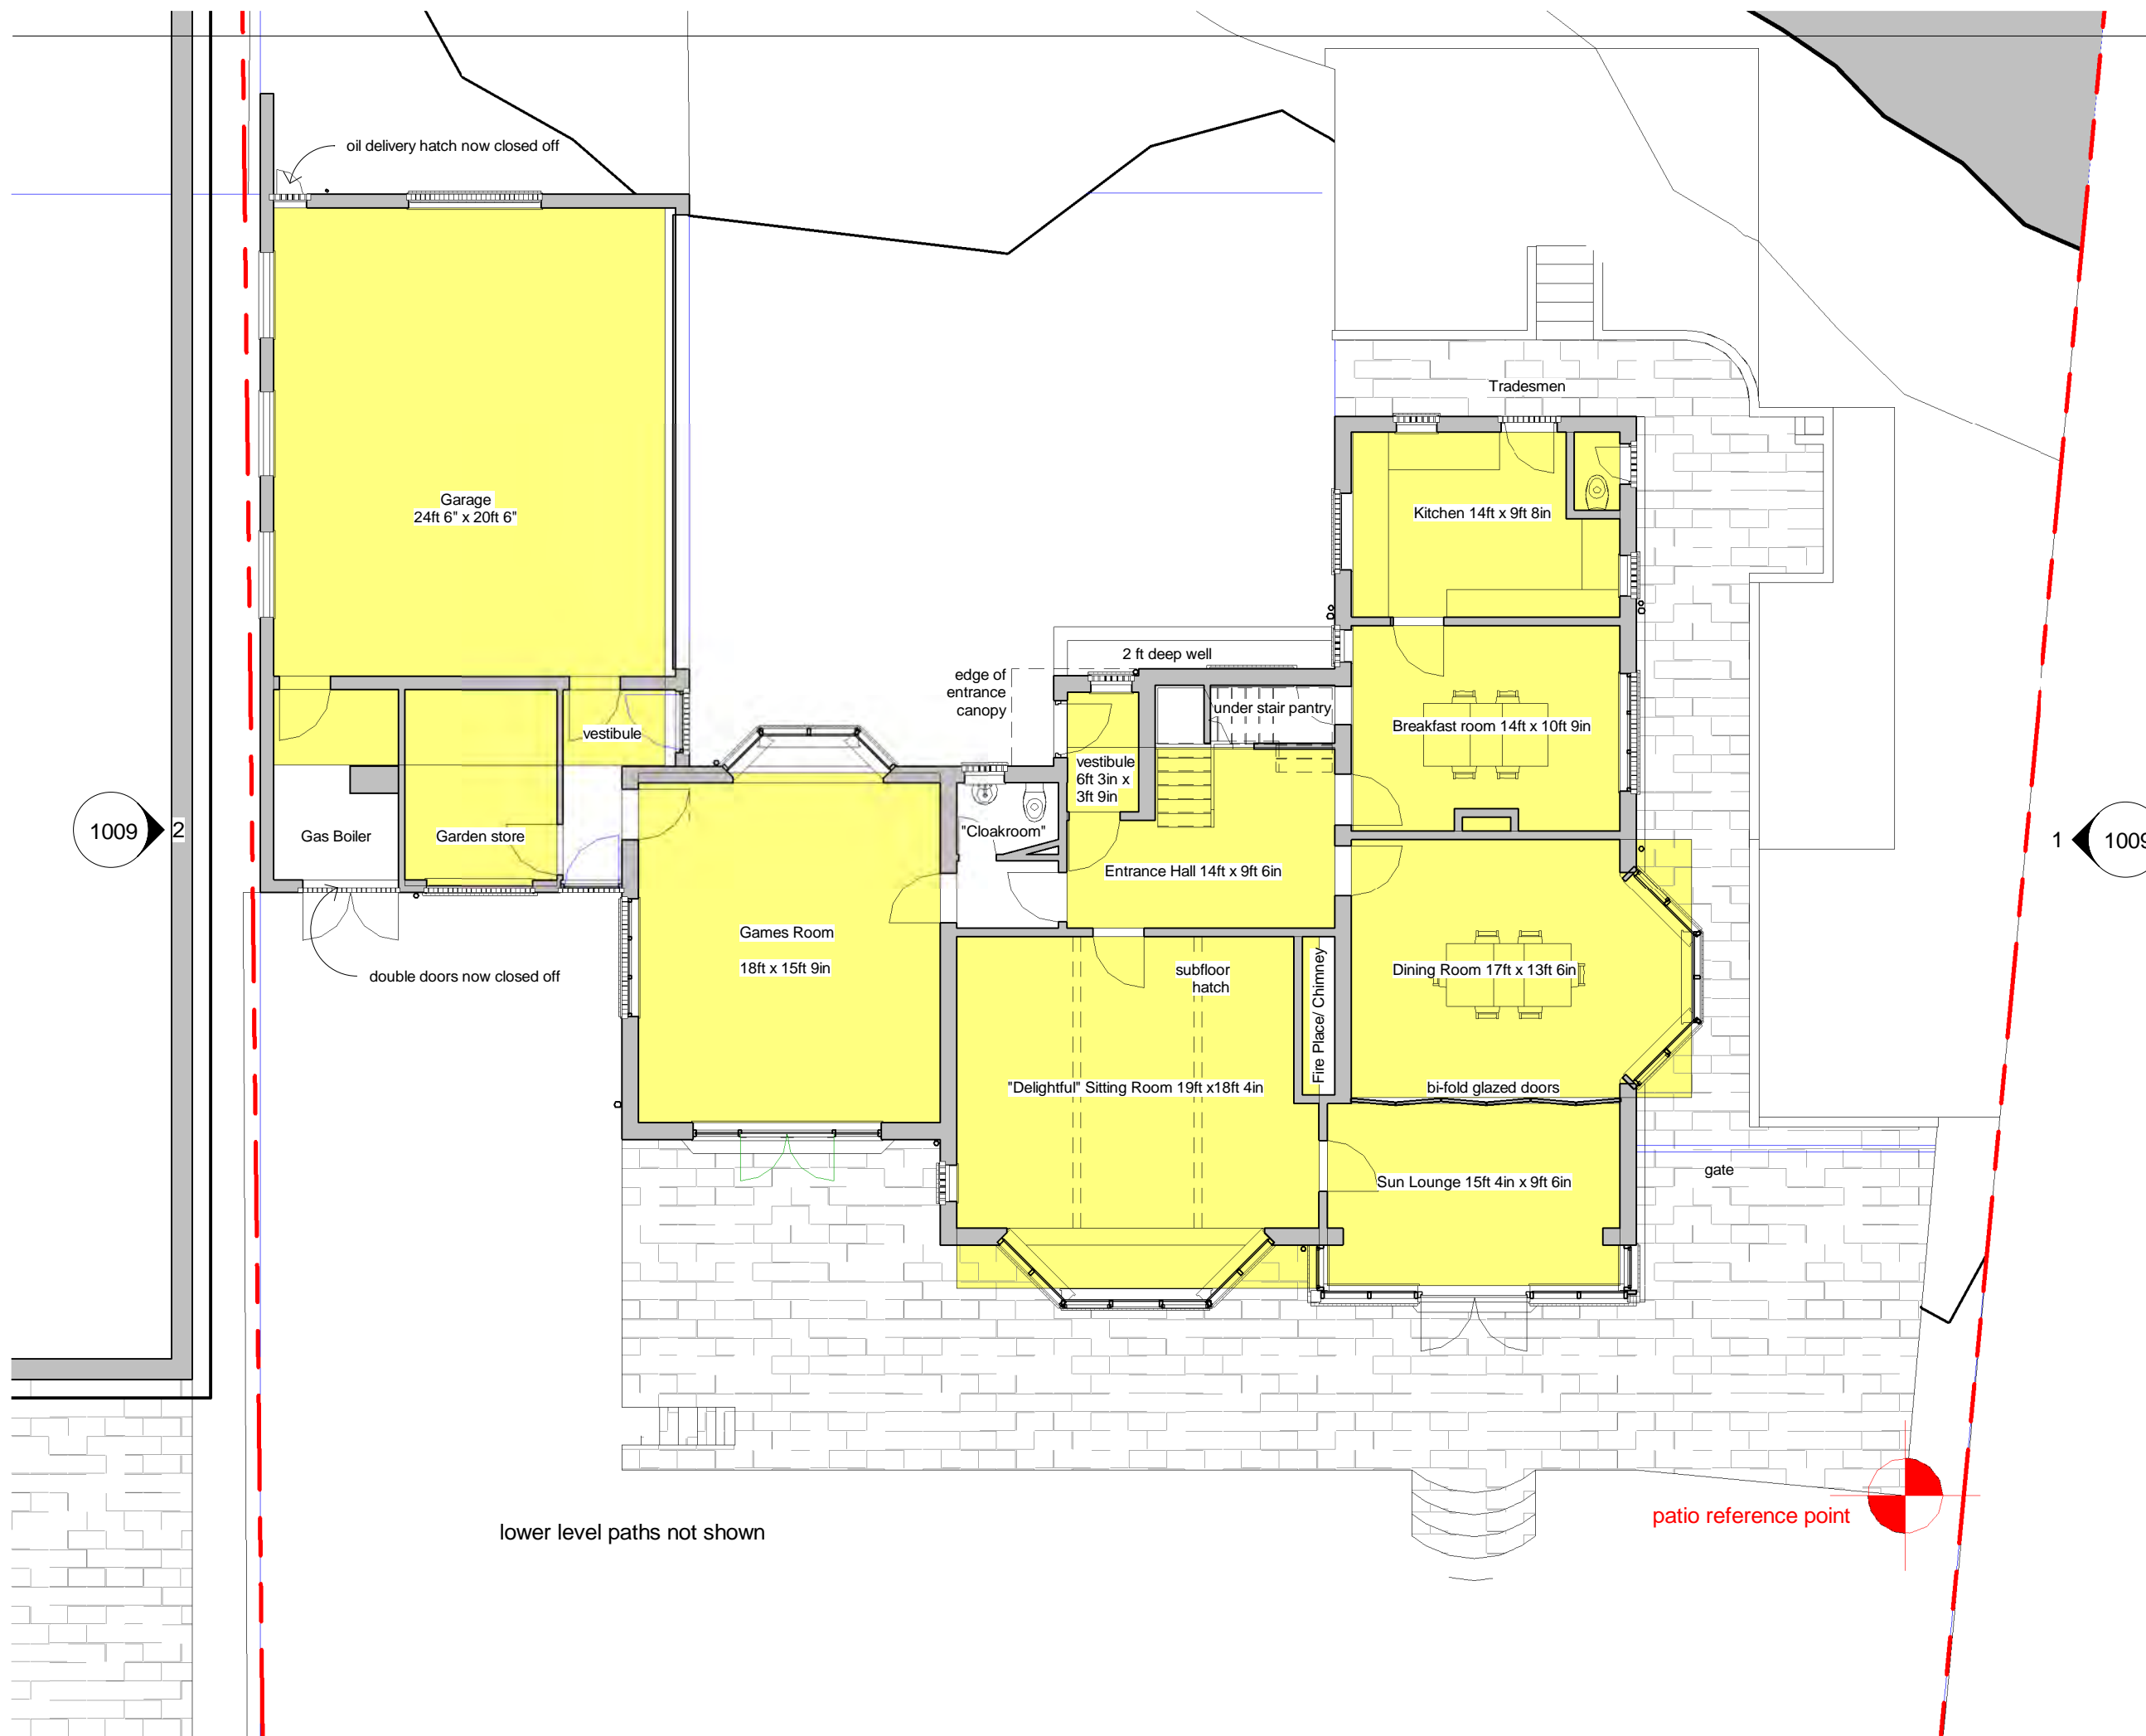 oil delivery hatch now closed off
Garage
24ft 6" x 20ft 6"
Tradesmen
Kitchen 14ft x 9ft 8in
2 ft deep well
edge of
entrance
canopy
under stair pantry
Breakfast room 14ft x 10ft 9in
vestibule
vestibule
6ft 3in x
3ft 9in
1009
2
Gas Boiler
Garden store
"Cloakroom"
Entrance Hall 14ft x 9ft 6in
1
1009
Games Room
18ft x 15ft 9in
double doors now closed off
subfloor
hatch
Fire Place/ Chimney
Dining Room 17ft x 13ft 6in
"Delightful" Sitting Room 19ft x18ft 4in
bi-fold glazed doors
gate
Sun Lounge 15ft 4in x 9ft 6in
patio reference point
lower level paths not shown